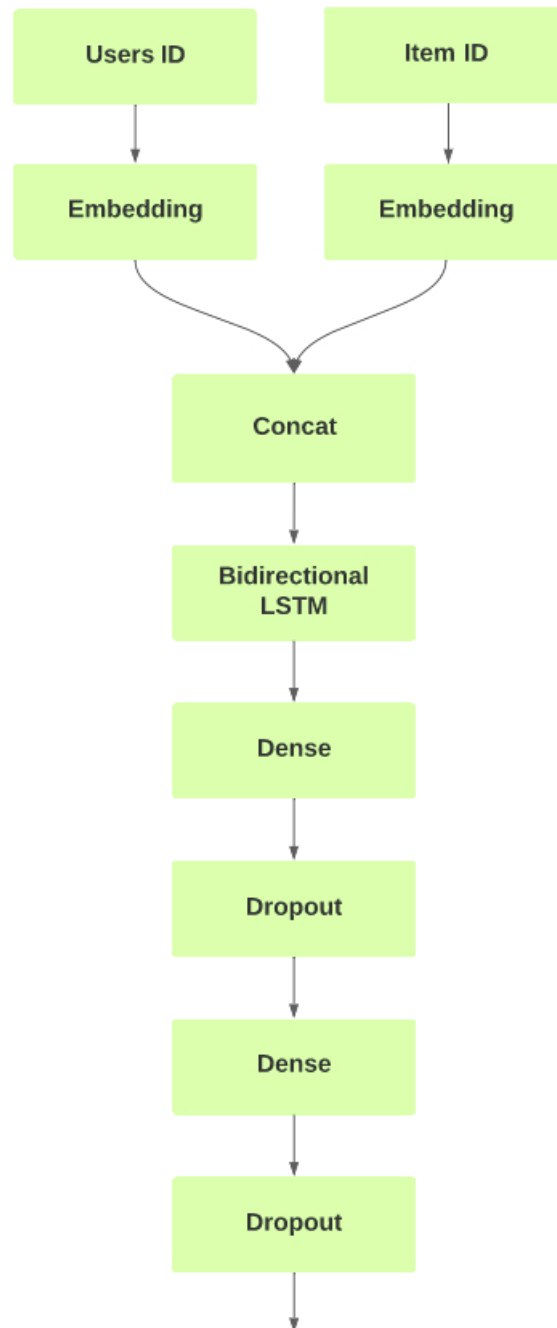 Users ID
Item ID
Embedding
Embedding
Concat
Bidirectional
LSTM
Dense
Dropout
Dense
Dropout